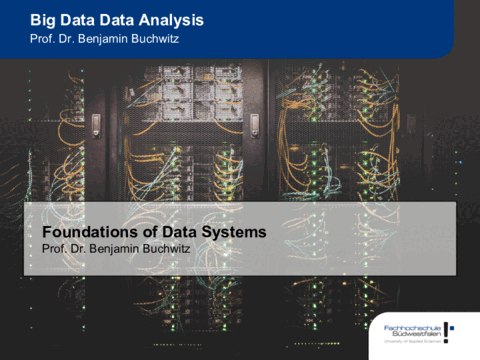 Big Data Data Analysis
Prof. Dr. Benjamin Buchwitz
Foundations of Data Systems
Prof. Dr. Benjamin Buchwitz
Fachhochschule
Südwestfalen
University of Applied Sciences